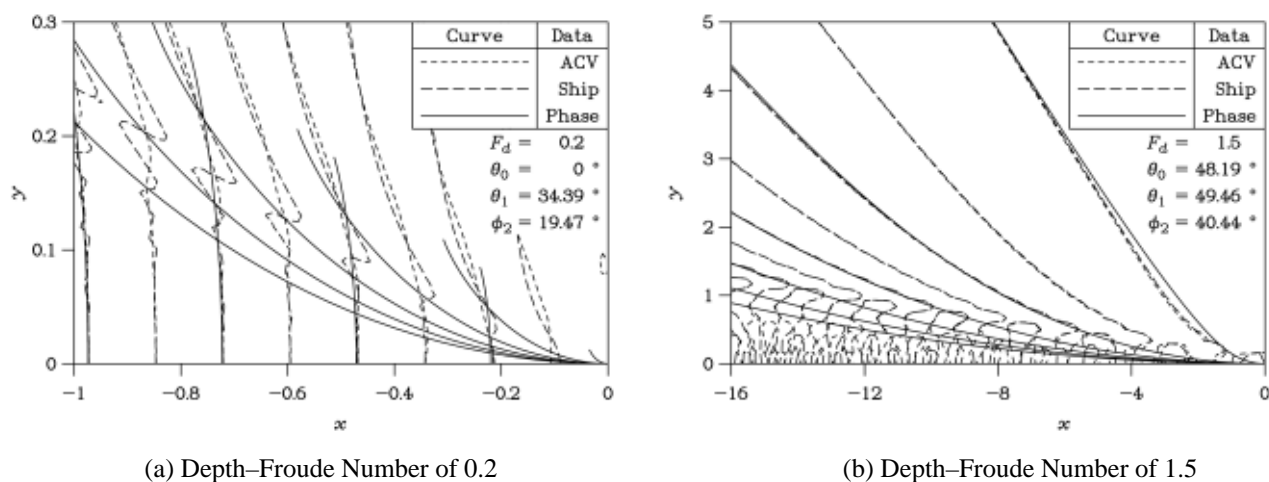 0.3
0.2
0.1
0
y
−1
−0.8
−0.6
−0.4
−0.2
0
x
Curve Data
ACV
Ship
Phase
F_d = 0.2
θ_0 = 0 °
θ_1 = 34.39 °
ϕ_2 = 19.47 °
(a) Depth–Froude Number of 0.2
5
4
3
2
1
0
y
−16
−12
−8
−4
0
x
Curve Data
ACV
Ship
Phase
F_d = 1.5
θ_0 = 48.19 °
θ_1 = 49.46 °
ϕ_2 = 40.44 °
(b) Depth–Froude Number of 1.5